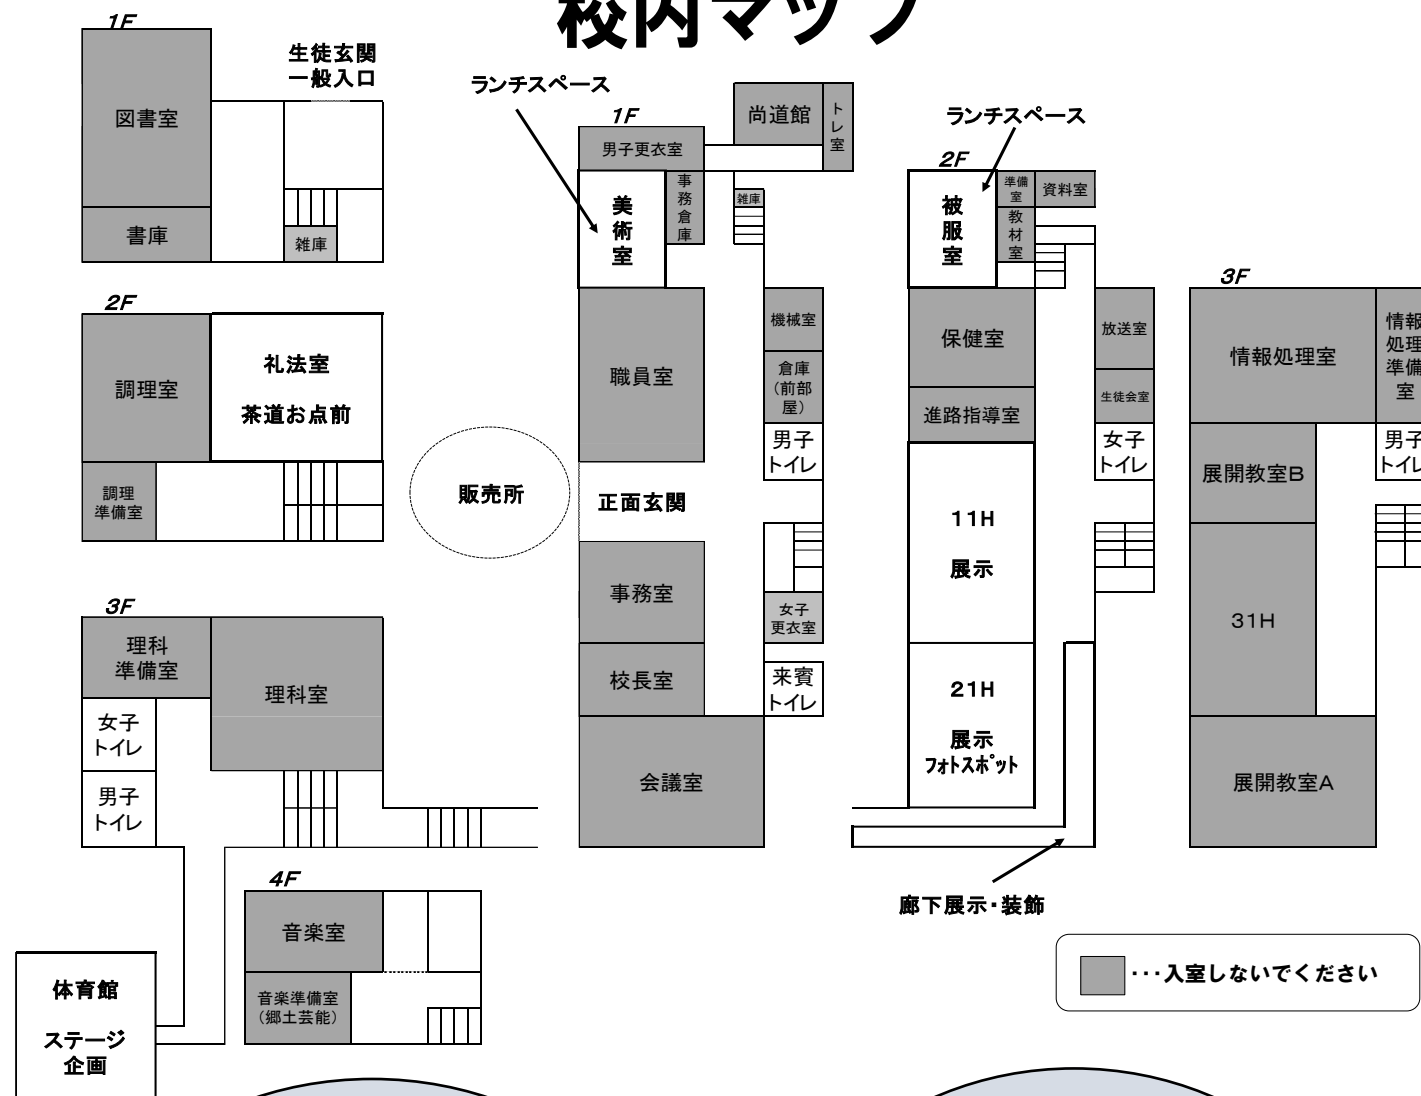 校内マップ
1F
図書室
書庫
生徒玄関
一般入口
雑庫
2F
調理室
礼法室
茶道お点前
調理
準備室
3F
理科
準備室
理科室
女子
トイレ
男子
トイレ
4F
音楽室
音楽準備室
（郷土芸能）
体育館
ステージ
企画
販売所
ランチスペース
1F
男子更衣室
尚道館
トレ室
美術室
事務倉庫
雑庫
職員室
機械室
倉庫
（前部
屋）
男子
トイレ
正面玄関
事務室
女子
更衣室
校長室
来賓
トイレ
会議室
ランチスペース
2F
被服室
準備
室
資料室
教材室
保健室
放送室
進路指導室
生徒会室
女子
トイレ
11H
展示
21H
展示
フォトスポット
廊下展示・装飾
3F
情報処理室
情報
処理
準備
室
展開教室B
男子
トイレ
31H
展開教室A
・・・入室しないでください